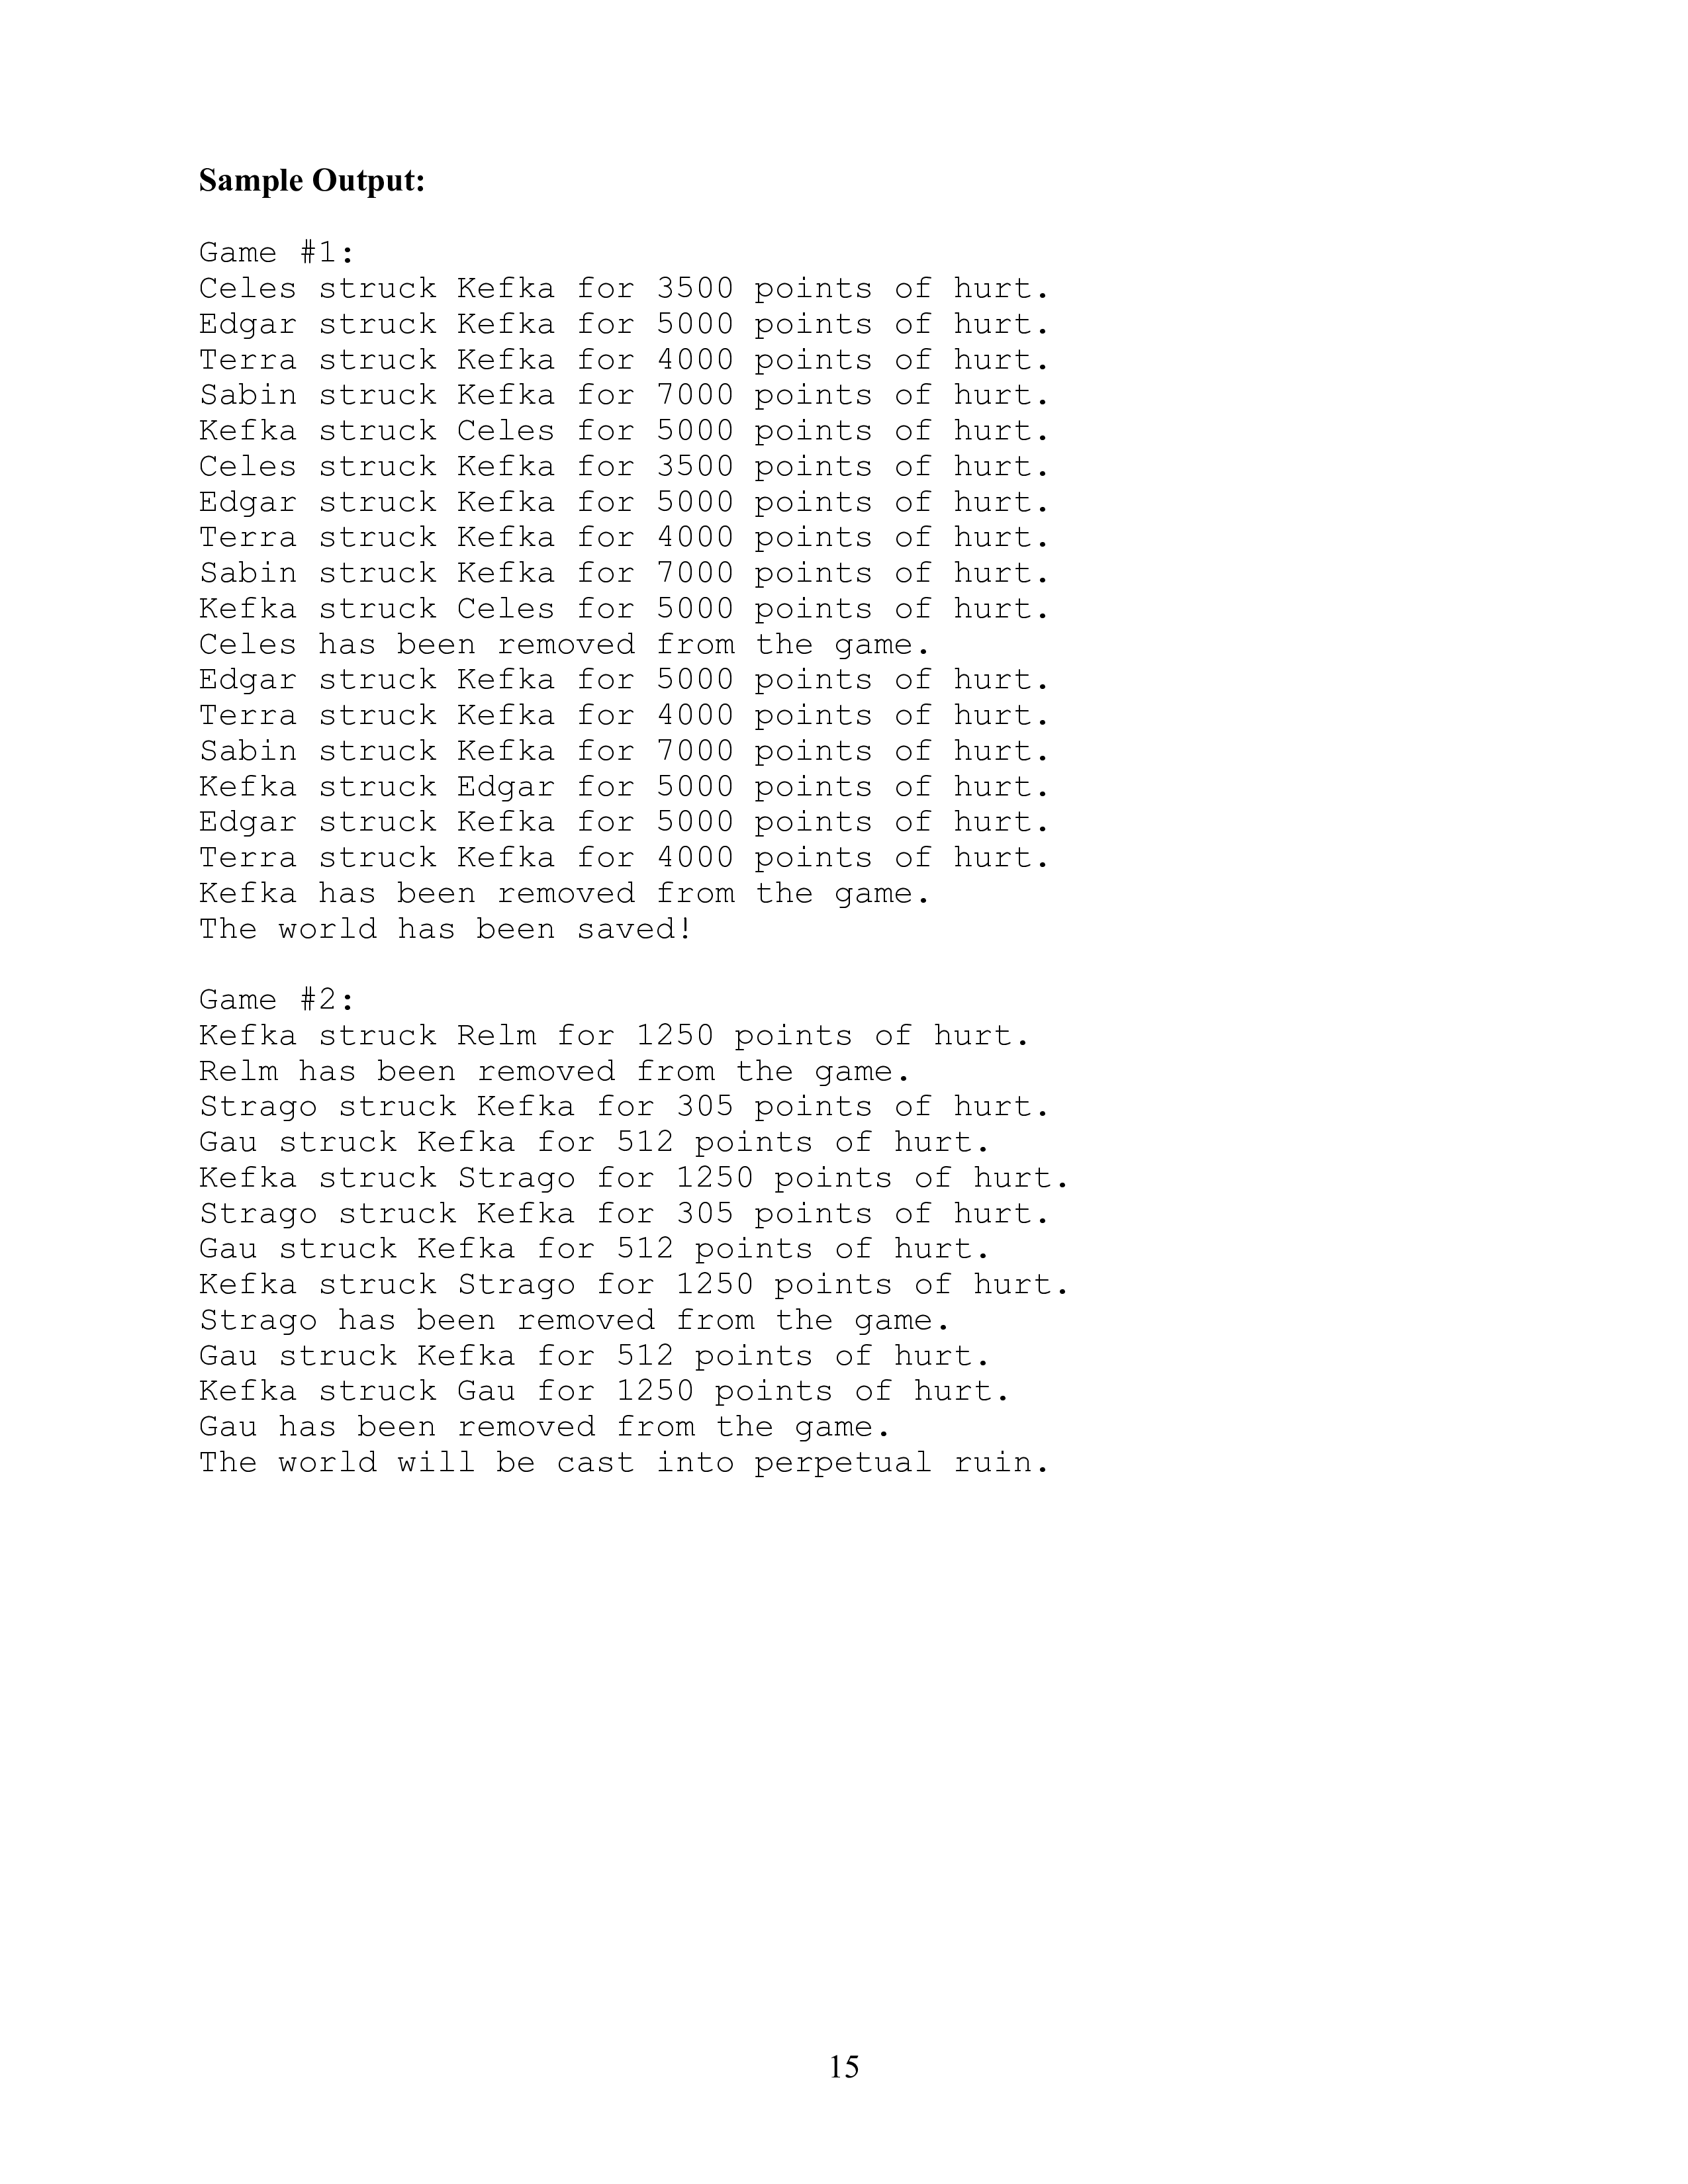 Sample Output:
Game #1:
Celes struck Kefka for 3500 points of hurt.
Edgar struck Kefka for 5000 points of hurt.
Terra struck Kefka for 4000 points of hurt.
Sabin struck Kefka for 7000 points of hurt.
Kefka struck Celes for 5000 points of hurt.
Celes struck Kefka for 3500 points of hurt.
Edgar struck Kefka for 5000 points of hurt.
Terra struck Kefka for 4000 points of hurt.
Sabin struck Kefka for 7000 points of hurt.
Kefka struck Celes for 5000 points of hurt.
Celes has been removed from the game.
Edgar struck Kefka for 5000 points of hurt.
Terra struck Kefka for 4000 points of hurt.
Sabin struck Kefka for 7000 points of hurt.
Kefka struck Edgar for 5000 points of hurt.
Edgar struck Kefka for 5000 points of hurt.
Terra struck Kefka for 4000 points of hurt.
Kefka has been removed from the game.
The world has been saved!
Game #2:
Kefka struck Relm for 1250 points of hurt.
Relm has been removed from the game.
Strago struck Kefka for 305 points of hurt.
Gau struck Kefka for 512 points of hurt.
Kefka struck Strago for 1250 points of hurt.
Strago struck Kefka for 305 points of hurt.
Gau struck Kefka for 512 points of hurt.
Kefka struck Strago for 1250 points of hurt.
Strago has been removed from the game.
Gau struck Kefka for 512 points of hurt.
Kefka struck Gau for 1250 points of hurt.
Gau has been removed from the game.
The world will be cast into perpetual ruin.
15